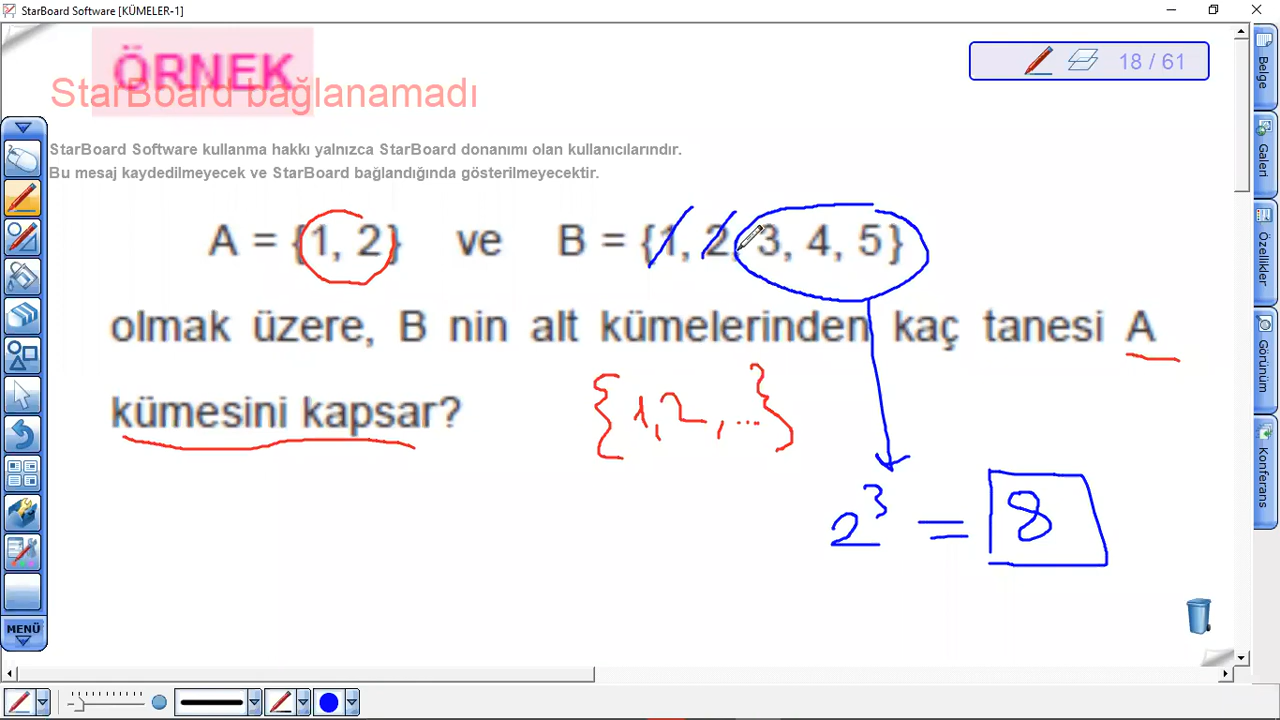 StarBoard Software [KÜMELER-1]
ÖRNEK
StarBoard bağlanamadı
18 / 61
StarBoard Software kullanma hakkı yalnızca StarBoard donanımı olan kullanıcılarındır.
Bu mesaj kaydedilmeyecek ve StarBoard bağlandığında gösterilmeyecektir.
A = {1, 2} ve B = {1, 2, 3, 4, 5}
olmak üzere, B nin alt kümelerinden kaç tanesi A
kümesini kapsar?
{1,2,...}
2³ = 8
MENÜ
Belge
Galeri
Özellikler
Görünüm
Konferans